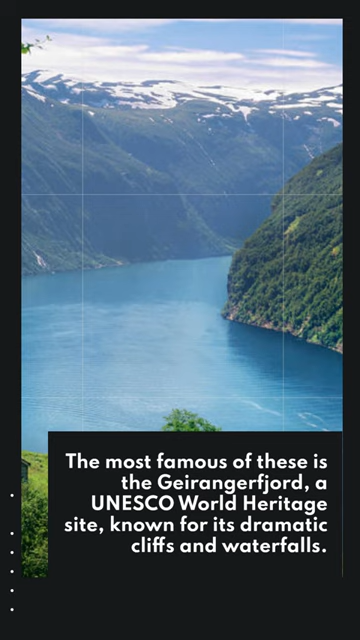 The most famous of these is
the Geirangerfjord, a
UNESCO World Heritage
site, known for its dramatic
cliffs and waterfalls.